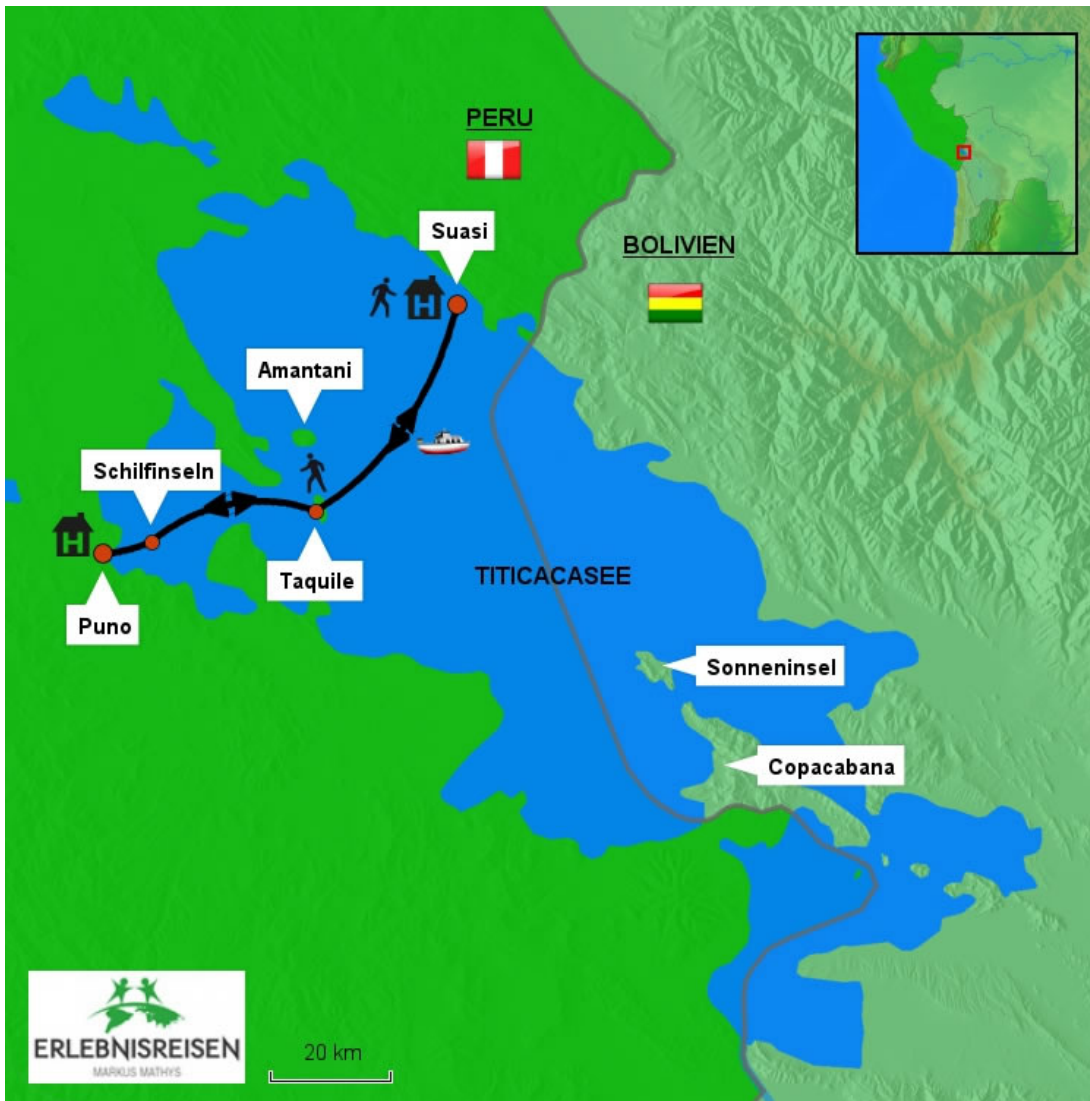 PERU
Suasi
BOLIVIEN
Amantani
Schilfinseln
Taquile
TITICACASEE
Puno
Sonneninsel
Copacabana
ERLEBNISREISEN
MARKUS MATHYS
20 km
H
H